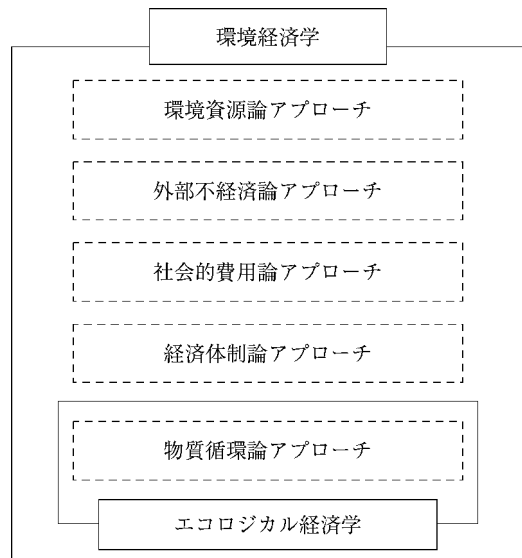 環境経済学
環境資源論アプローチ
外部不経済論アプローチ
社会的費用論アプローチ
経済体制論アプローチ
物質循環論アプローチ
エコロジカル経済学